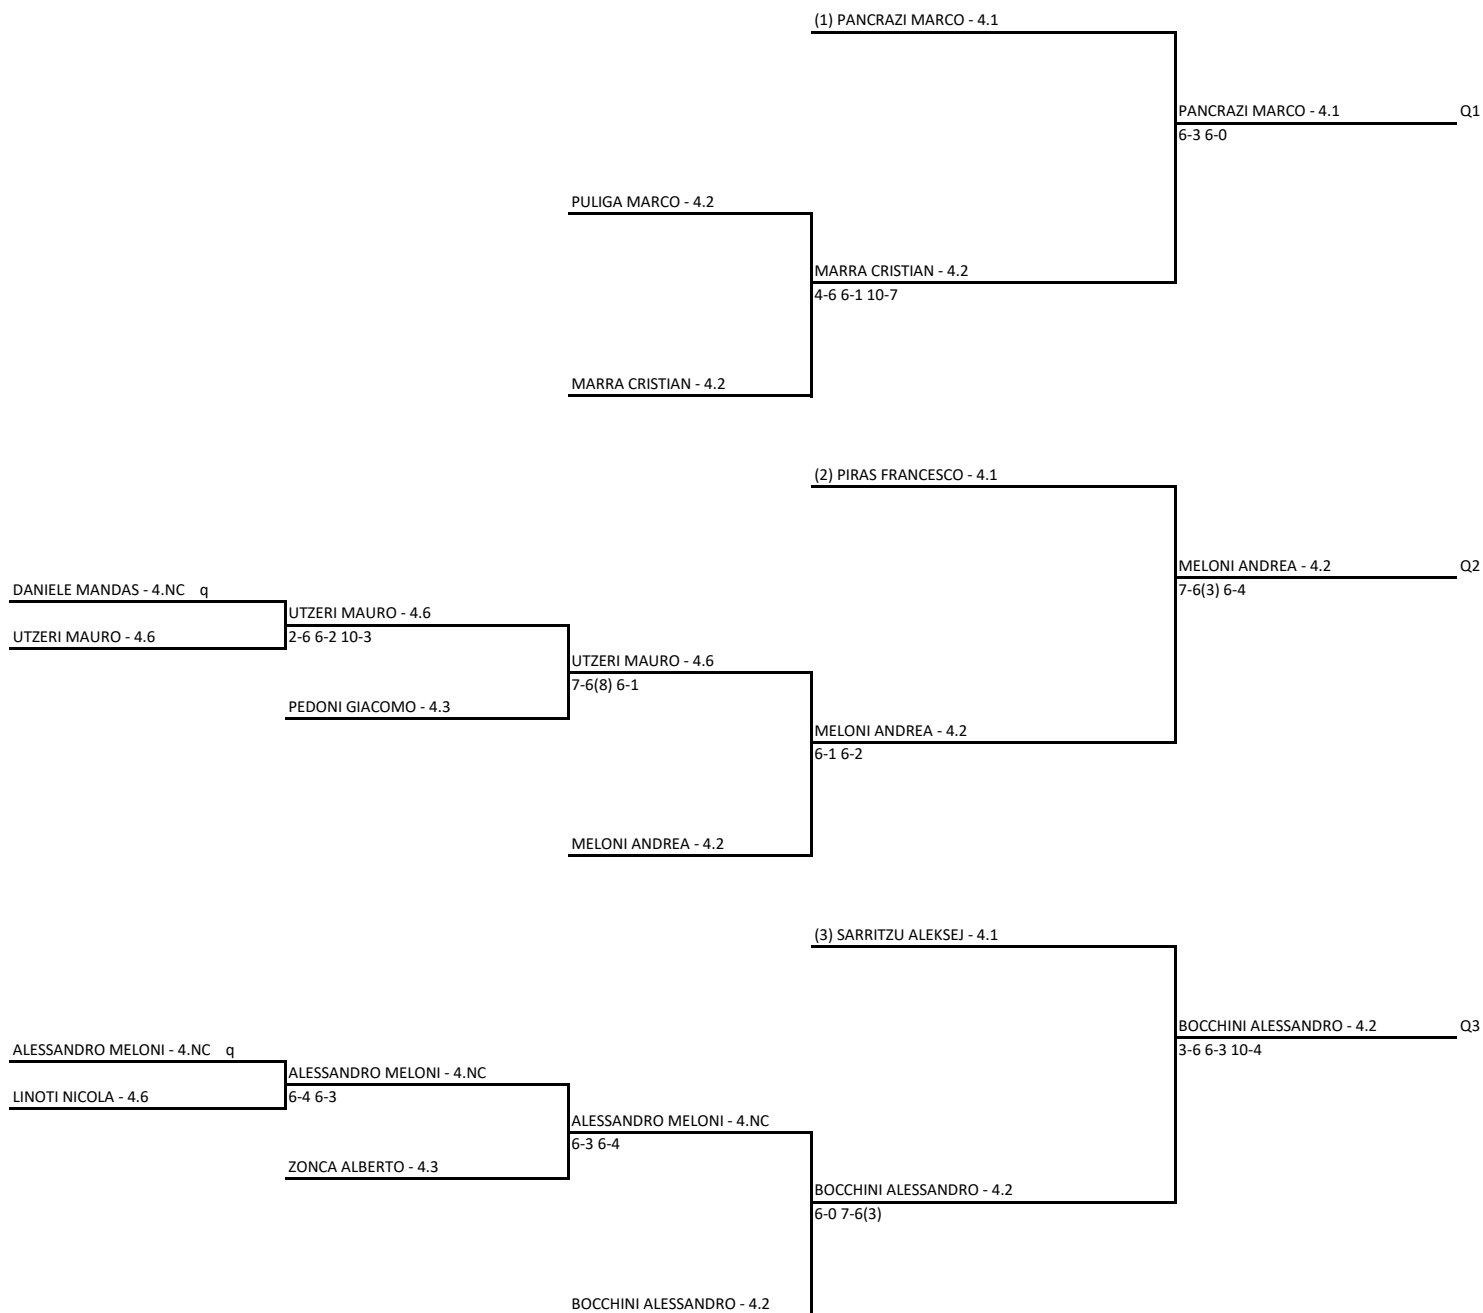 (1) PANCRAZI MARCO - 4.1
PANCRAZI MARCO - 4.1 Q1
6-3 6-0
PULIGA MARCO - 4.2
MARRA CRISTIAN - 4.2
4-6 6-1 10-7
MARRA CRISTIAN - 4.2
(2) PIRAS FRANCESCO - 4.1
MELONI ANDREA - 4.2 Q2
7-6(3) 6-4
DANIELE MANDAS - 4.NC q
UTZERI MAURO - 4.6
UTZERI MAURO - 4.6
2-6 6-2 10-3
UTZERI MAURO - 4.6
7-6(8) 6-1
PEDONI GIACOMO - 4.3
MELONI ANDREA - 4.2
6-1 6-2
MELONI ANDREA - 4.2
(3) SARRITZU ALEKSEJ - 4.1
BOCCHINI ALESSANDRO - 4.2 Q3
3-6 6-3 10-4
ALESSANDRO MELONI - 4.NC q
ALESSANDRO MELONI - 4.NC
LINOTI NICOLA - 4.6
6-4 6-3
ALESSANDRO MELONI - 4.NC
6-3 6-4
ZONCA ALBERTO - 4.3
BOCCHINI ALESSANDRO - 4.2
6-0 7-6(3)
BOCCHINI ALESSANDRO - 4.2